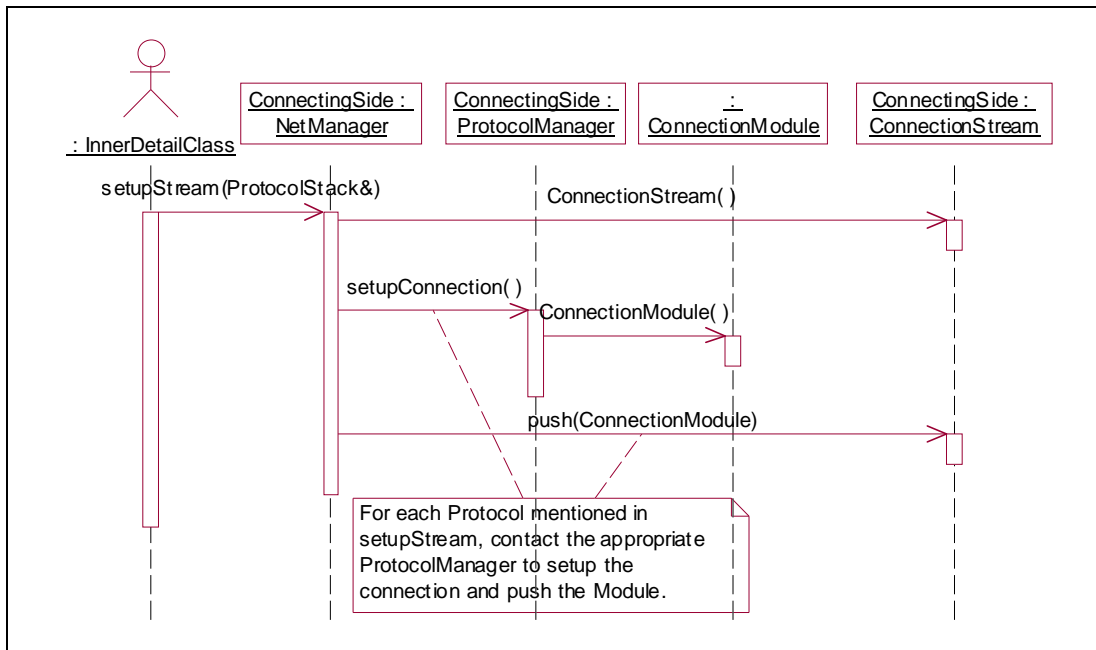 : InnerDetailClass
ConnectingSide :
NetManager
ConnectingSide :
ProtocolManager
:
ConnectionModule
ConnectingSide :
ConnectionStream
setupStream(ProtocolStack&)
ConnectionStream( )
setupConnection( )
ConnectionModule( )
push(ConnectionModule)
For each Protocol mentioned in
setupStream, contact the appropriate
ProtocolManager to setup the
connection and push the Module.